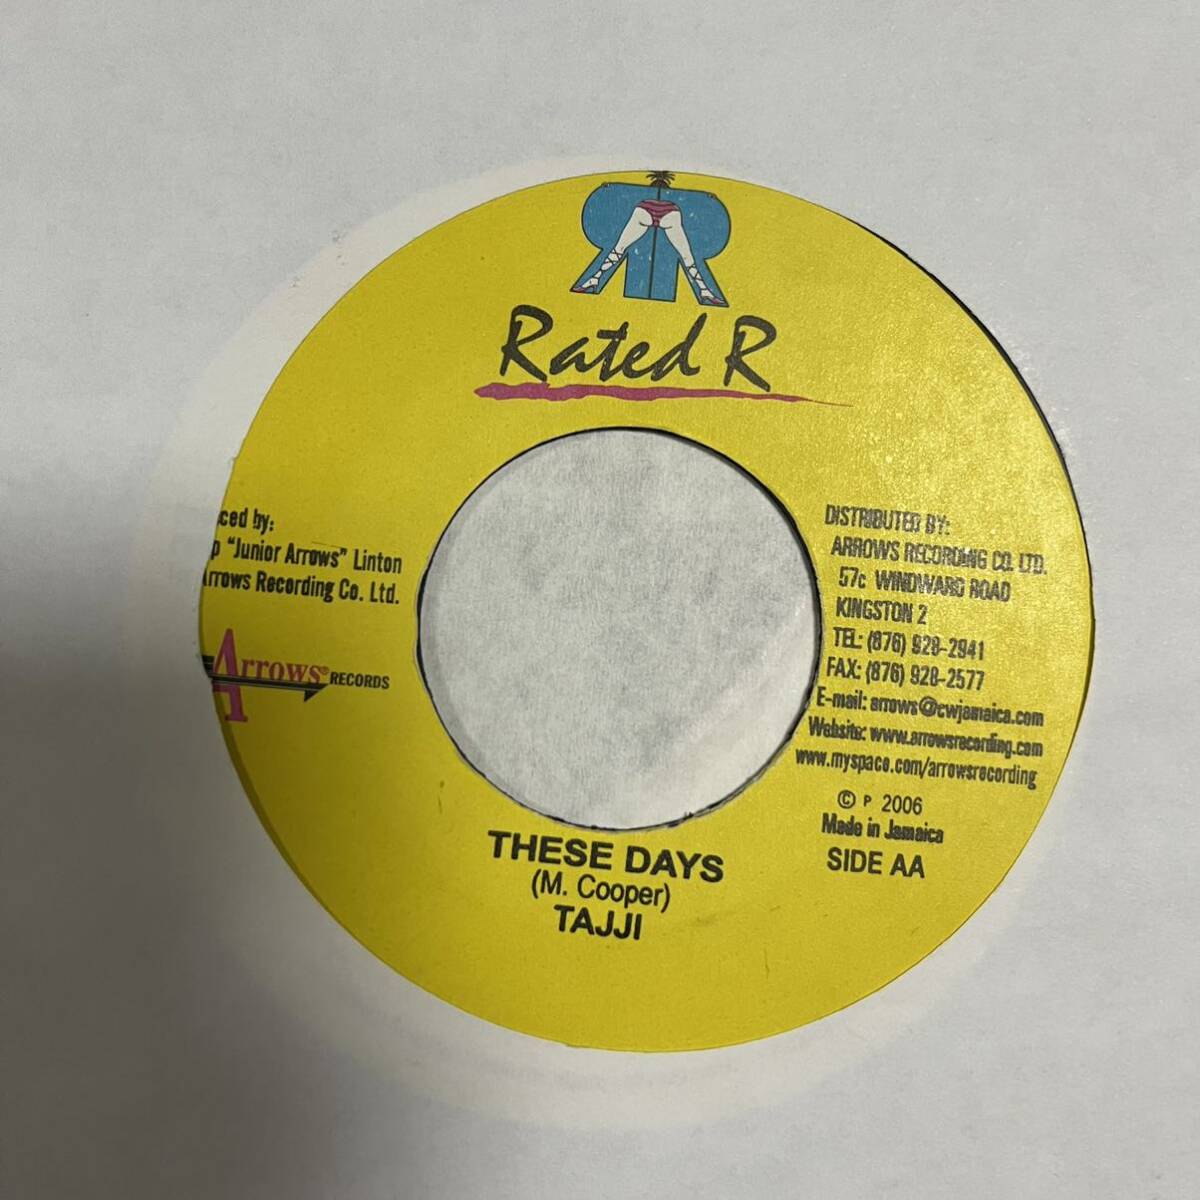 Rated R
ced by:
p "Junior Arrows" Linton
Arrows Recording Co. Ltd.
Arrows® RECORDS
DISTRIBUTED BY:
ARROWS RECORDING CO. LTD.
57c WINDWARD ROAD
KINGSTON 2
TEL: (876) 928-2941
FAX: (876) 928-2577
E-mail: arrows@cwjamaica.com
Website: www.arrowsrecording.com
www.myspace.com/arrowsrecording
© P 2006
Made in Jamaica
SIDE AA
THESE DAYS
(M. Cooper)
TAJJI